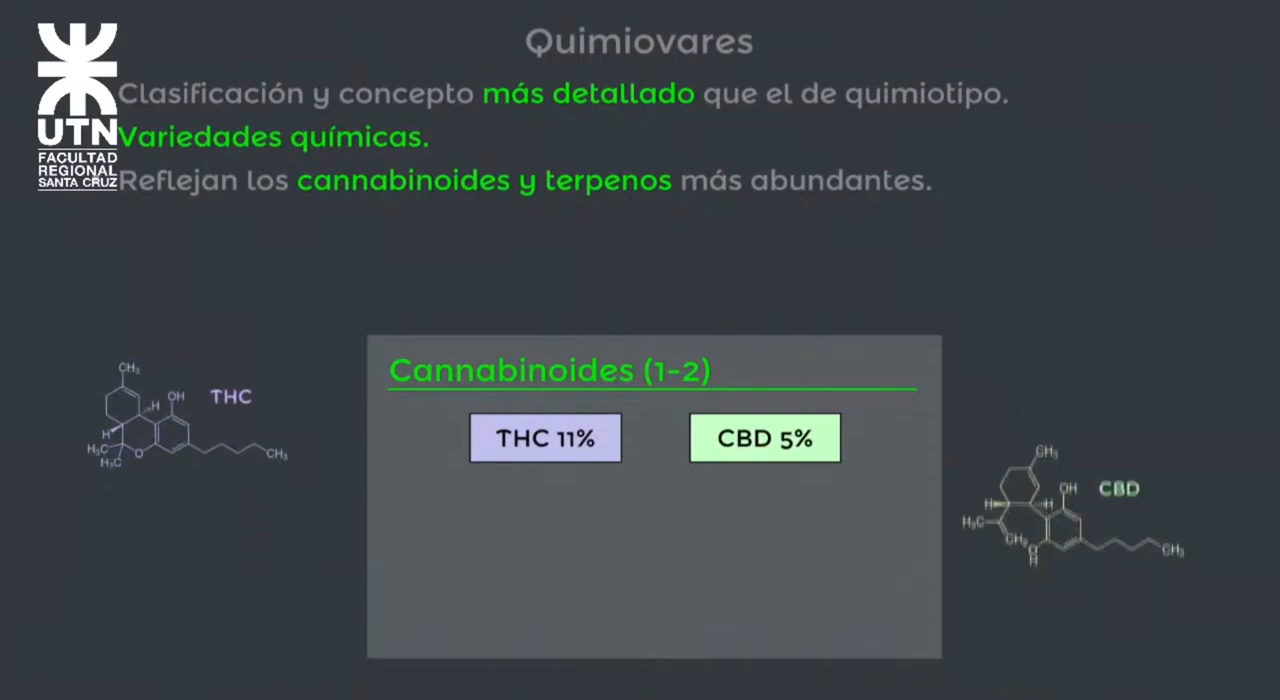 Quimiovares
UTN
FACULTAD
REGIONAL
SANTA CRUZ
Clasificación y concepto más detallado que el de quimiotipo.
Variedades químicas.
Reflejan los cannabinoides y terpenos más abundantes.
Cannabinoides (1-2)
THC 11%
CBD 5%
CH₃
OH
THC
H
H
H₃C
H₃C
O
CH₃
CH₃
OH
CBD
H
H
H₃C
CH₃
O
H
CH₃